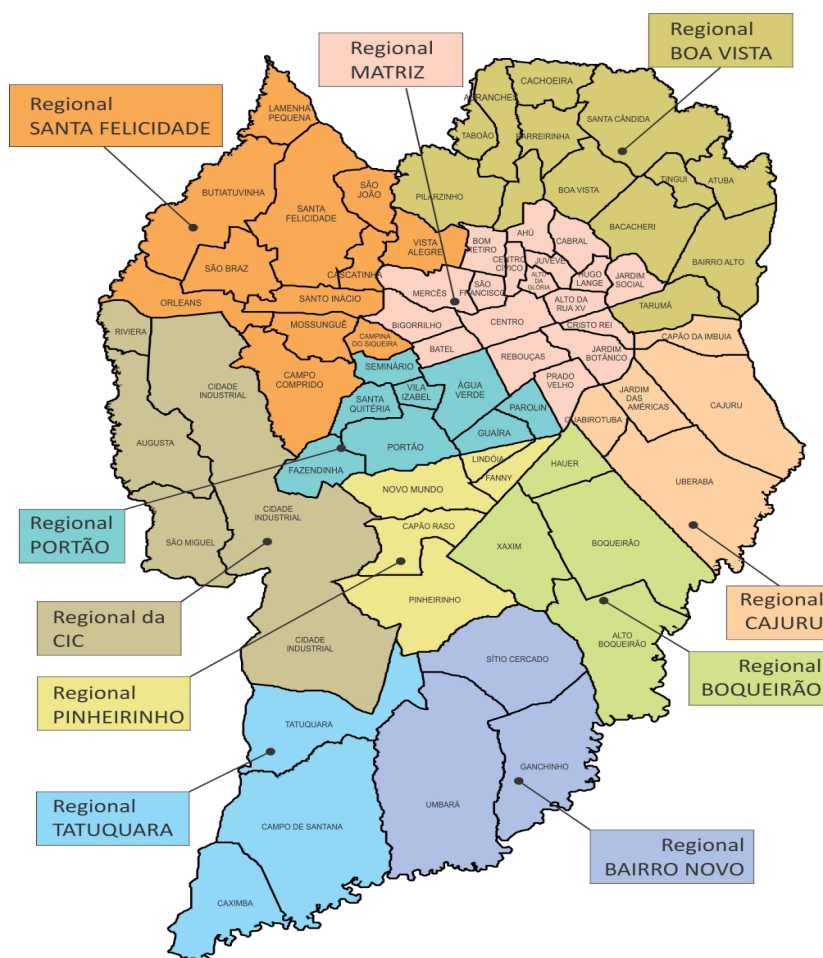 Regional
MATRIZ
Regional
BOA VISTA
Regional
SANTA FELICIDADE
LAMENHA
PEQUENA
BUTIATUVINHA
SANTA
FELICIDADE
SÃO
JOÃO
SÃO BRAZ
CASCATINHA
VISTA
ALEGRE
ORLEANS
SANTO INÁCIO
MOSSUNGUÊ
CAMPINA
DO SIQUEIRA
CAMPO
COMPRIDO
CACHOEIRA
ABRANCHES
TABOÃO
BARREIRINHA
SANTA CÂNDIDA
PILARZINHO
BOA VISTA
TINGUI
ATUBA
BACACHERI
BAIRRO ALTO
TARUMÃ
AHÚ
BOM
RETIRO
CABRAL
CENTRO
CÍVICO
JUVEVÊ
ALTO
DA
GLÓRIA
HUGO
LANGE
JARDIM
SOCIAL
MERCÊS
SÃO
FRANCISCO
ALTO DA
RUA XV
BIGORRILHO
CENTRO
CRISTO REI
BATEL
REBOUÇAS
JARDIM
BOTÂNICO
PRADO
VELHO
CAPÃO DA IMBUIA
JARDIM
DAS
AMÉRICAS
CAJURU
GUABIROTUBA
UBERABA
SEMINÁRIO
ÁGUA
VERDE
VILA
IZABEL
SANTA
QUITÉRIA
PAROLIN
GUAÍRA
PORTÃO
FAZENDINHA
RIVIERA
CIDADE
INDUSTRIAL
AUGUSTA
SÃO MIGUEL
CIDADE
INDUSTRIAL
CIDADE
INDUSTRIAL
LINDÓIA
FANNY
NOVO MUNDO
CAPÃO RASO
PINHEIRINHO
HAUER
XAXIM
BOQUEIRÃO
ALTO
BOQUEIRÃO
Regional
PORTÃO
Regional da
CIC
Regional
PINHEIRINHO
Regional
CAJURU
Regional
BOQUEIRÃO
SÍTIO CERCADO
TATUQUARA
GANCHINHO
UMBARÁ
CAMPO DE SANTANA
CAXIMBA
Regional
TATUQUARA
Regional
BAIRRO NOVO